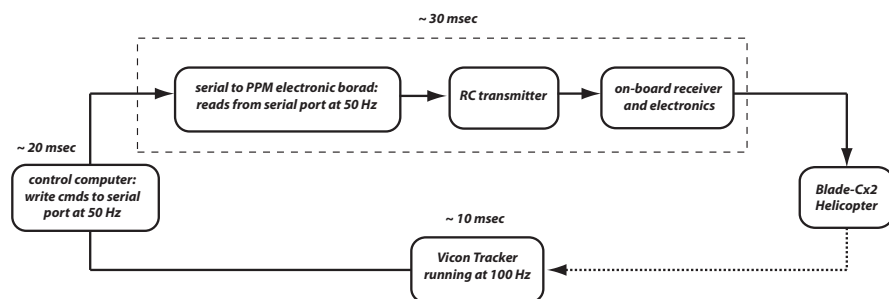 ~ 30 msec
serial to PPM electronic borad:
reads from serial port at 50 Hz
RC transmitter
on-board receiver
and electronics
~ 20 msec
control computer:
write cmds to serial
port at 50 Hz
Blade-Cx2
Helicopter
~ 10 msec
Vicon Tracker
running at 100 Hz